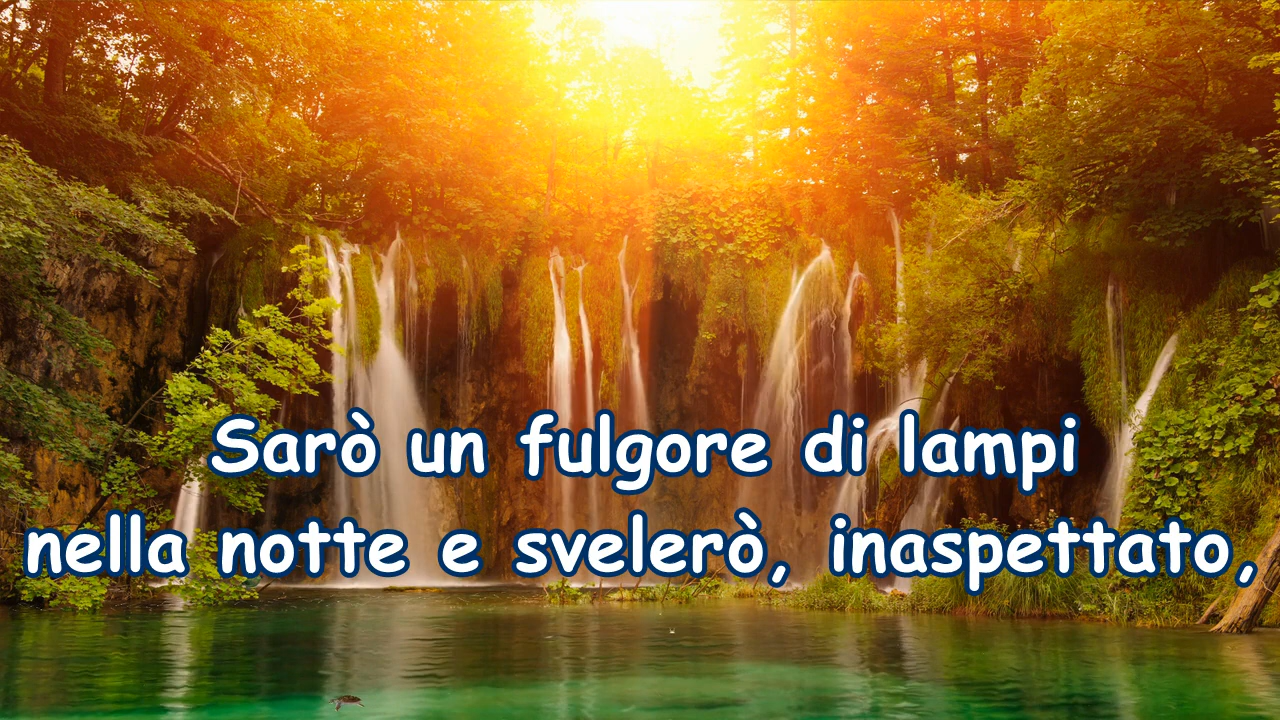 Sarò un fulgore di lampi
nella notte e svelerò, inaspettato,